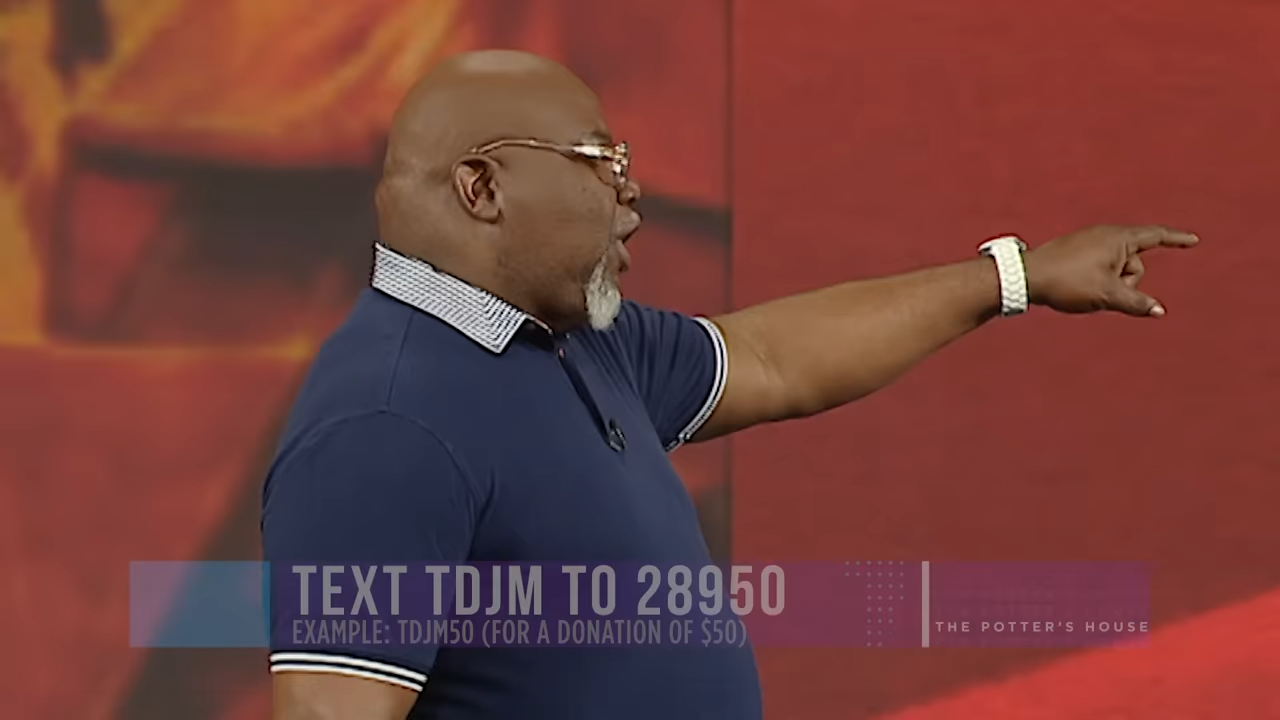 TEXT TDJM TO 28950
EXAMPLE: TDJM50 (FOR A DONATION OF $50)
THE POTTER'S HOUSE